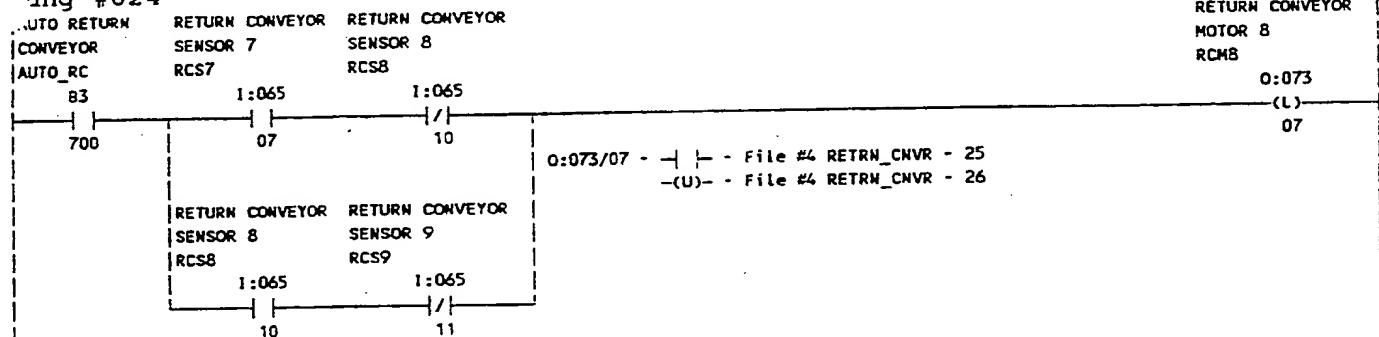 #024
AUTO RETURN RETURN CONVEYOR RETURN CONVEYOR RETURN CONVEYOR
CONVEYOR SENSOR 7 SENSOR 8 MOTOR 8
AUTO_RC RCS7 RCS8 RCM8
B3 I:065 I:065 O:073
(L)
700 07 10 07
O:073/07 - -| |- - File #4 RETRN_CNVR - 25
-(U)- - File #4 RETRN_CNVR - 26
RETURN CONVEYOR RETURN CONVEYOR
SENSOR 8 SENSOR 9
RCS8 RCS9
I:065 I:065
10 11